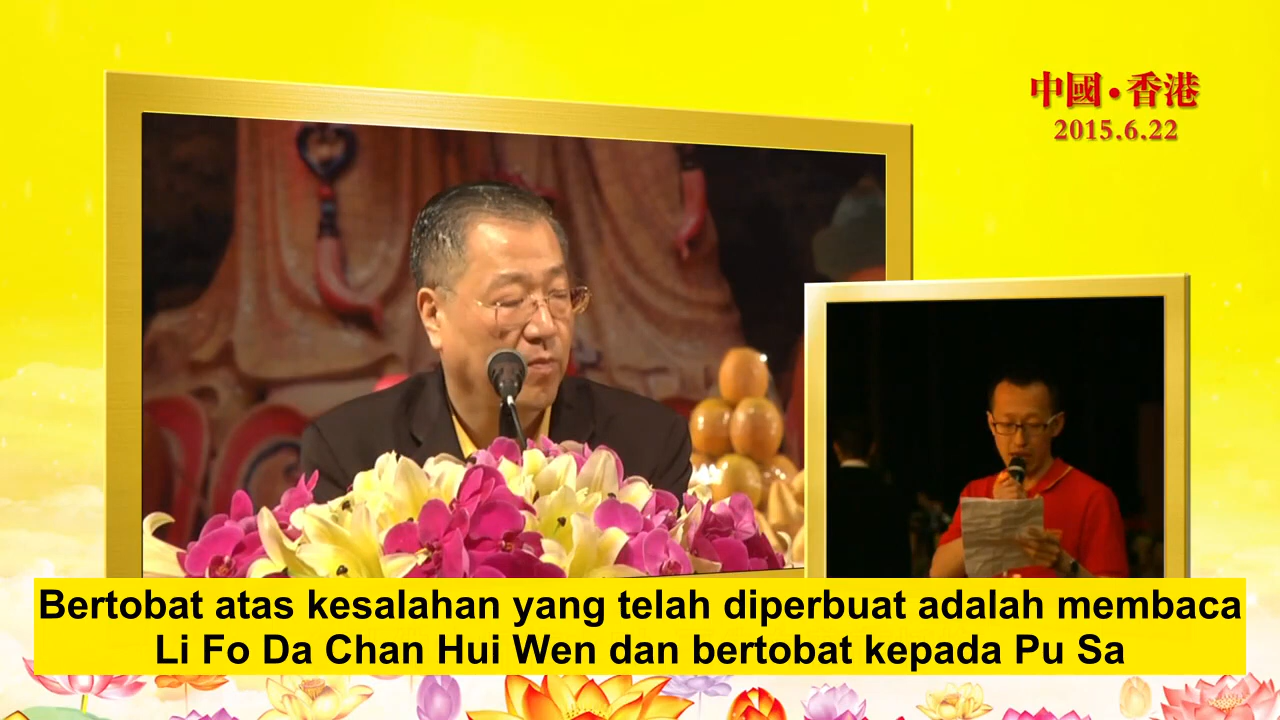 中國•香港
2015.6.22
Bertobat atas kesalahan yang telah diperbuat adalah membaca
Li Fo Da Chan Hui Wen dan bertobat kepada Pu Sa